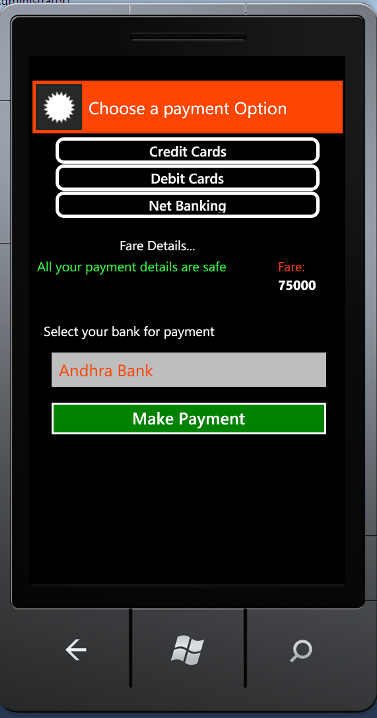 Choose a payment Option
Credit Cards
Debit Cards
Net Banking
Fare Details...
All your payment details are safe
Fare:
75000
Select your bank for payment
Andhra Bank
Make Payment